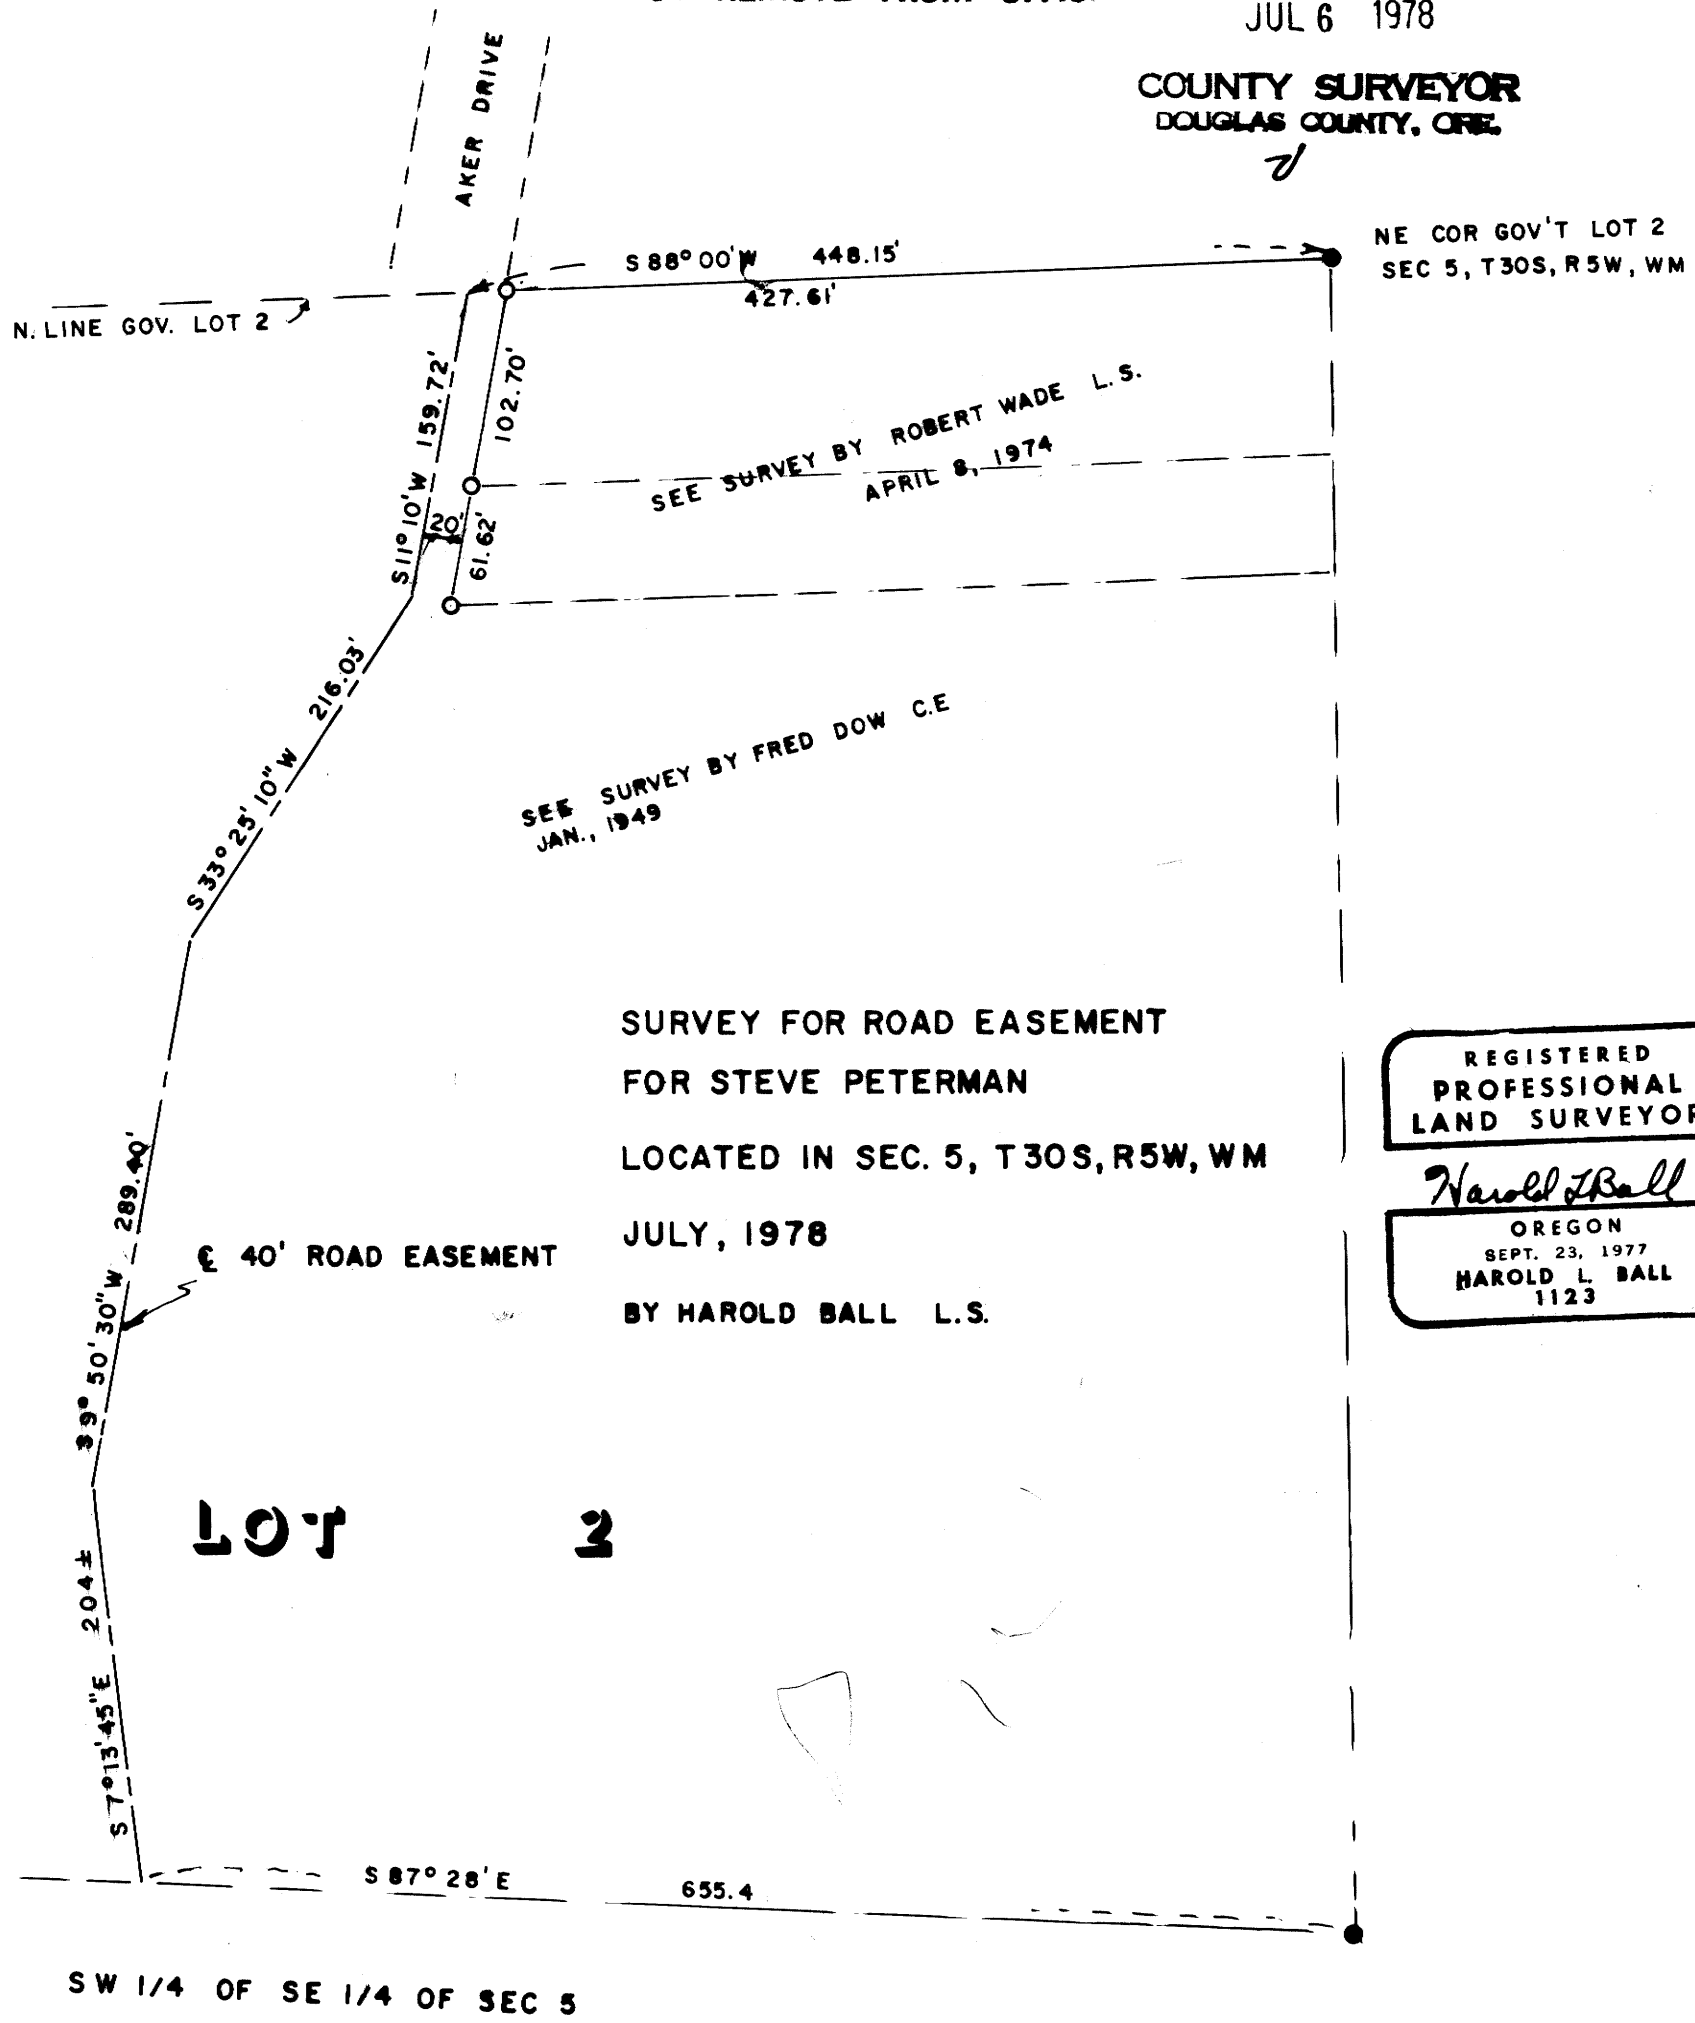 REMOVE FROM OFFICE
JUL 6 1978
COUNTY SURVEYOR
DOUGLAS COUNTY, ORE.
AKER DRIVE
NE COR GOV'T LOT 2
SEC 5, T30S, R5W, WM
S 88° 00' W 448.15'
427.61'
N. LINE GOV. LOT 2
S 11° 10' W 159.72'
102.70'
20'
61.62'
SEE SURVEY BY ROBERT WADE L.S.
APRIL 8, 1974
S 33° 25' 10" W 216.03'
SEE SURVEY BY FRED DOW C.E
JAN., 1949
SURVEY FOR ROAD EASEMENT
FOR STEVE PETERMAN
LOCATED IN SEC. 5, T30S, R5W, WM
JULY, 1978
BY HAROLD BALL L.S.
REGISTERED
PROFESSIONAL
LAND SURVEYOR
Harold L Ball
OREGON
SEPT. 23, 1977
HAROLD L. BALL
1123
9° 50' 30" W 289.40'
℄ 40' ROAD EASEMENT
LOT 2
S 7° 13' 45" E 204±
S 87° 28' E 655.4
SW 1/4 OF SE 1/4 OF SEC 5